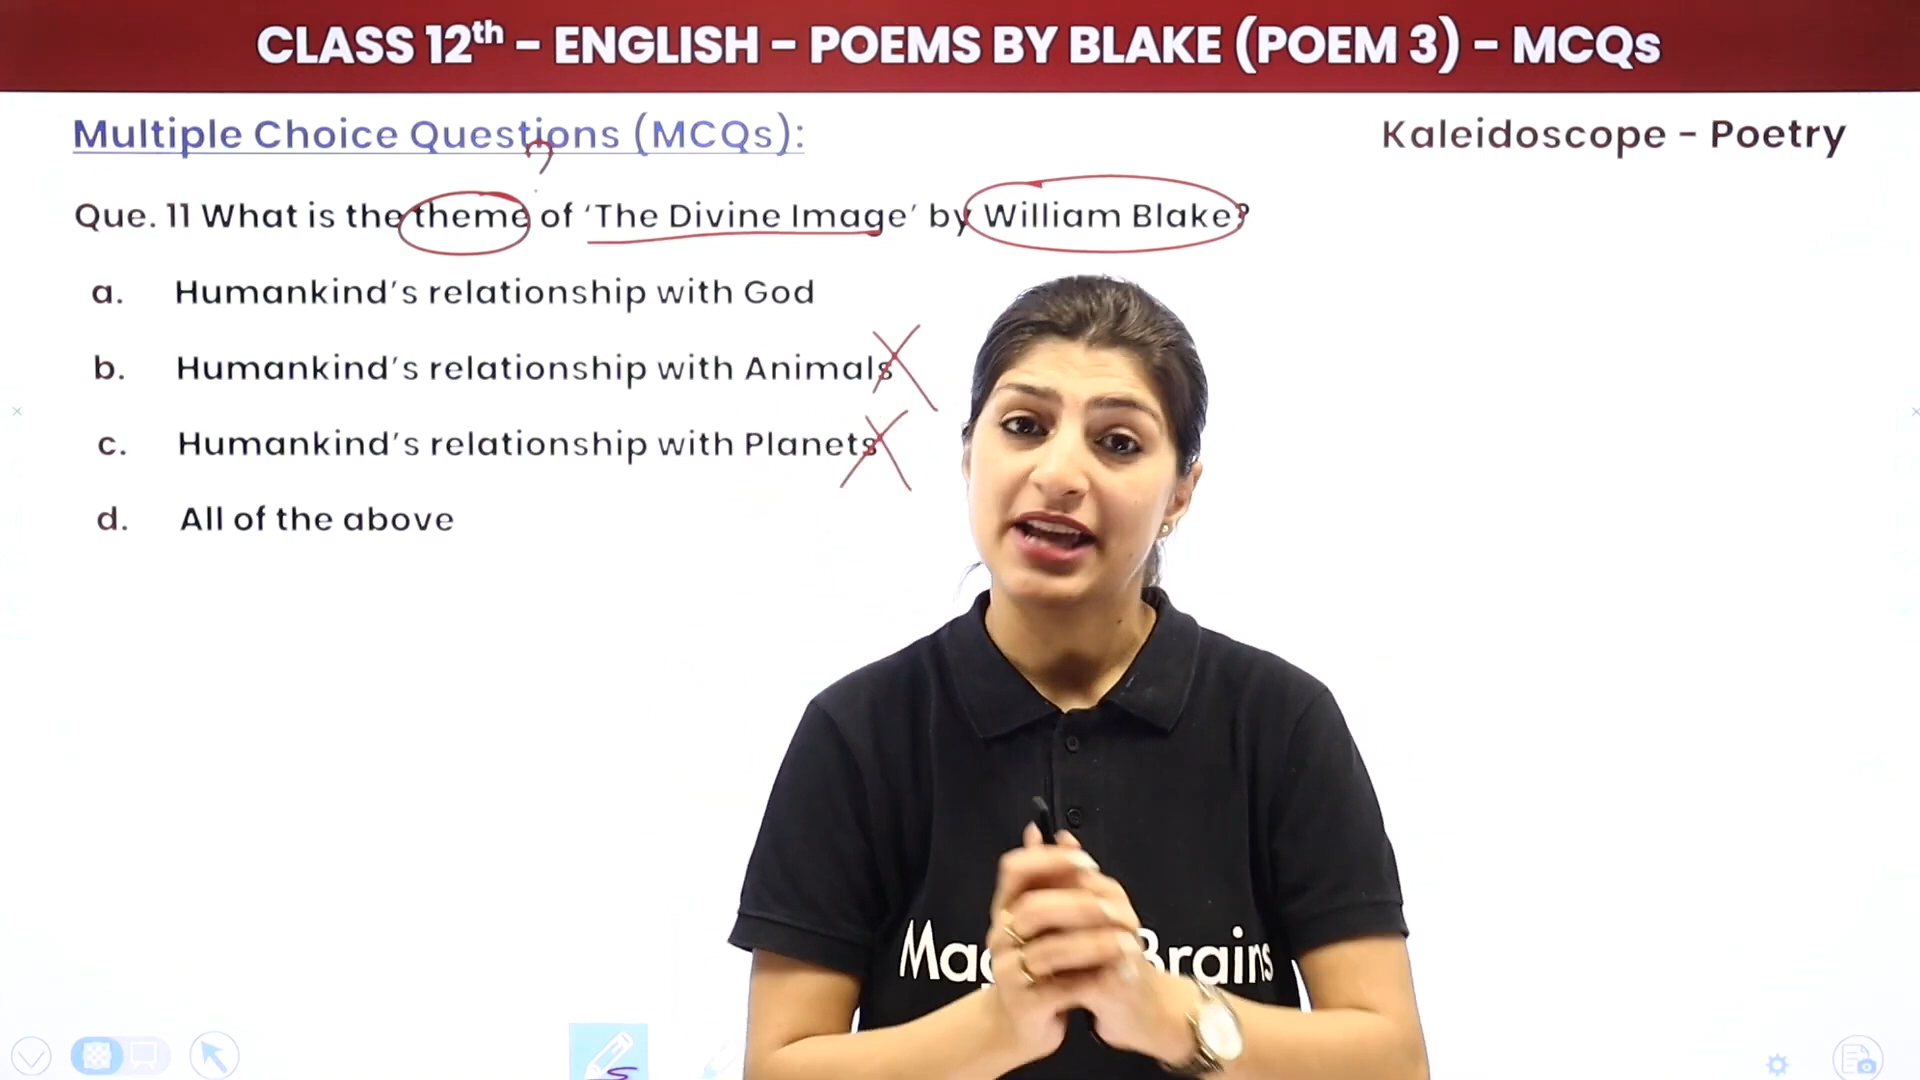 CLASS 12th - ENGLISH - POEMS BY BLAKE (POEM 3) - MCQs
Multiple Choice Questions (MCQs):
Kaleidoscope - Poetry
Que. 11 What is the theme of ‘The Divine Image’ by William Blake?
a. Humankind’s relationship with God
b. Humankind’s relationship with Animals
c. Humankind’s relationship with Planets
d. All of the above
Brains